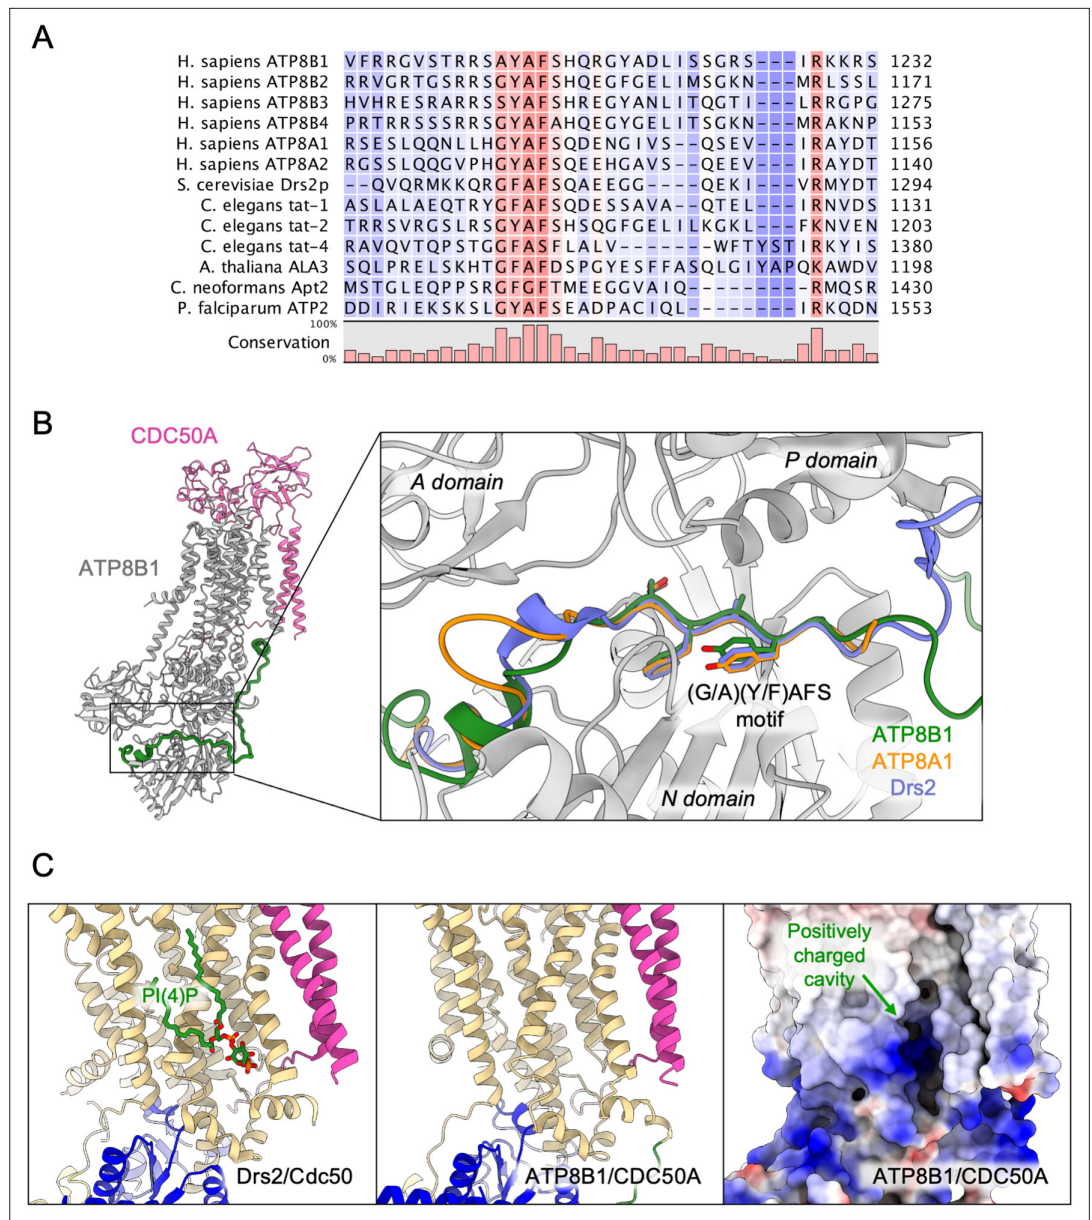 A
H. sapiens ATP8B1 VFRRGVSTRRSAYAFSHQRGYADLISSGRS---IRKKRS 1232
H. sapiens ATP8B2 RRVGRTGSRRSGYAFSHQEGFGELIMSGKN---MRLSSL 1171
H. sapiens ATP8B3 HVHRESRARRSSYAFSHREGYANLITQGTI---LRRGPG 1275
H. sapiens ATP8B4 PRTRRSSSRRSGYAFAHQEGYGELITSGKN---MRAKNP 1153
H. sapiens ATP8A1 RSESLQQNLLHGYAFSQDENGIVS--QSEV---IRAYDT 1156
H. sapiens ATP8A2 RGSSLQQGVPHGYAFSQEEHGAVS--QEEV---IRAYDT 1140
S. cerevisiae Drs2p --QVQRMKKQRGFAFSQAEEGG----QEKI---VRMYDT 1294
C. elegans tat-1 ASLALAEQTRYGFAFSQDESSAVA--QTEL---IRNVDS 1131
C. elegans tat-2 TRRSVRGSLRSGYAFSHSQGFGELILKGKL---FKNVEN 1203
C. elegans tat-4 RAVQVTQPSTGGFASFLALV-------WFTYSTIRKYIS 1380
A. thaliana ALA3 SQLPRELSKHTGFAFDSPGYESFFASQLGIYAPQKAWDV 1198
C. neoformans Apt2 MSTGLEQPPSRGFGFTMEEGGVAIQ---------RMQSR 1430
P. falciparum ATP2 DDIRIEKSKSLGYAFSEADPACIQL--------IRKQDN 1553
100%
Conservation
0%
B
CDC50A
ATP8B1
A domain
P domain
(G/A)(Y/F)AFS
motif
ATP8B1
ATP8A1
Drs2
N domain
C
PI(4)P
Drs2/Cdc50
ATP8B1/CDC50A
Positively
charged
cavity
ATP8B1/CDC50A